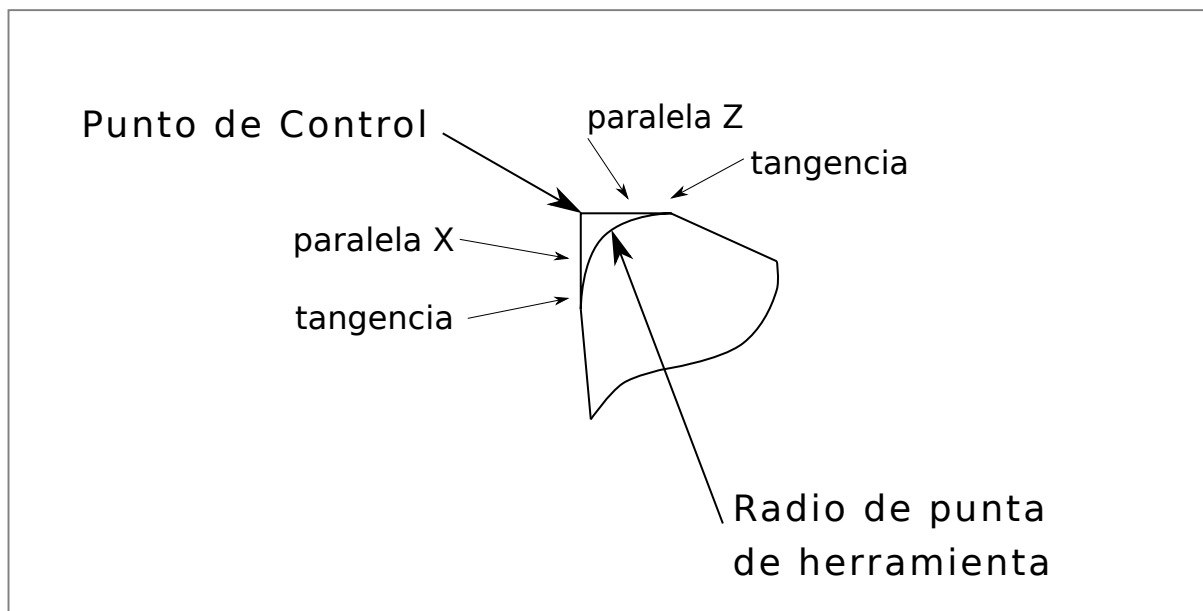 Punto de Control
paralela Z
tangencia
paralela X
tangencia
Radio de punta
de herramienta